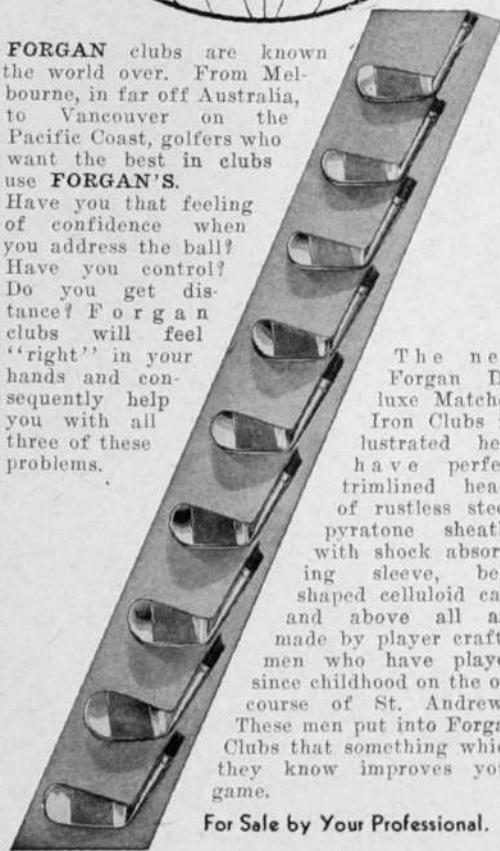 FORGAN clubs are known
the world over. From Mel-
bourne, in far off Australia,
to Vancouver on the
Pacific Coast, golfers who
want the best in clubs
use FORGAN'S.
Have you that feeling
of confidence when
you address the ball?
Have you control?
Do you get dis-
tance? Forgan
clubs will feel
"right" in your
hands and con-
sequently help
you with all
three of these
problems.
The ne
Forgan D
luxe Matche
Iron Clubs i
lustrated he
have perfe
trimlined hea
of rustless stee
pyratone sheath
with shock absor
ing sleeve, be
shaped celluloid ca
and above all a
made by player craft
men who have playe
since childhood on the o
course of St. Andrew
These men put into Forga
Clubs that something whic
they know improves yo
game.
For Sale by Your Professional.